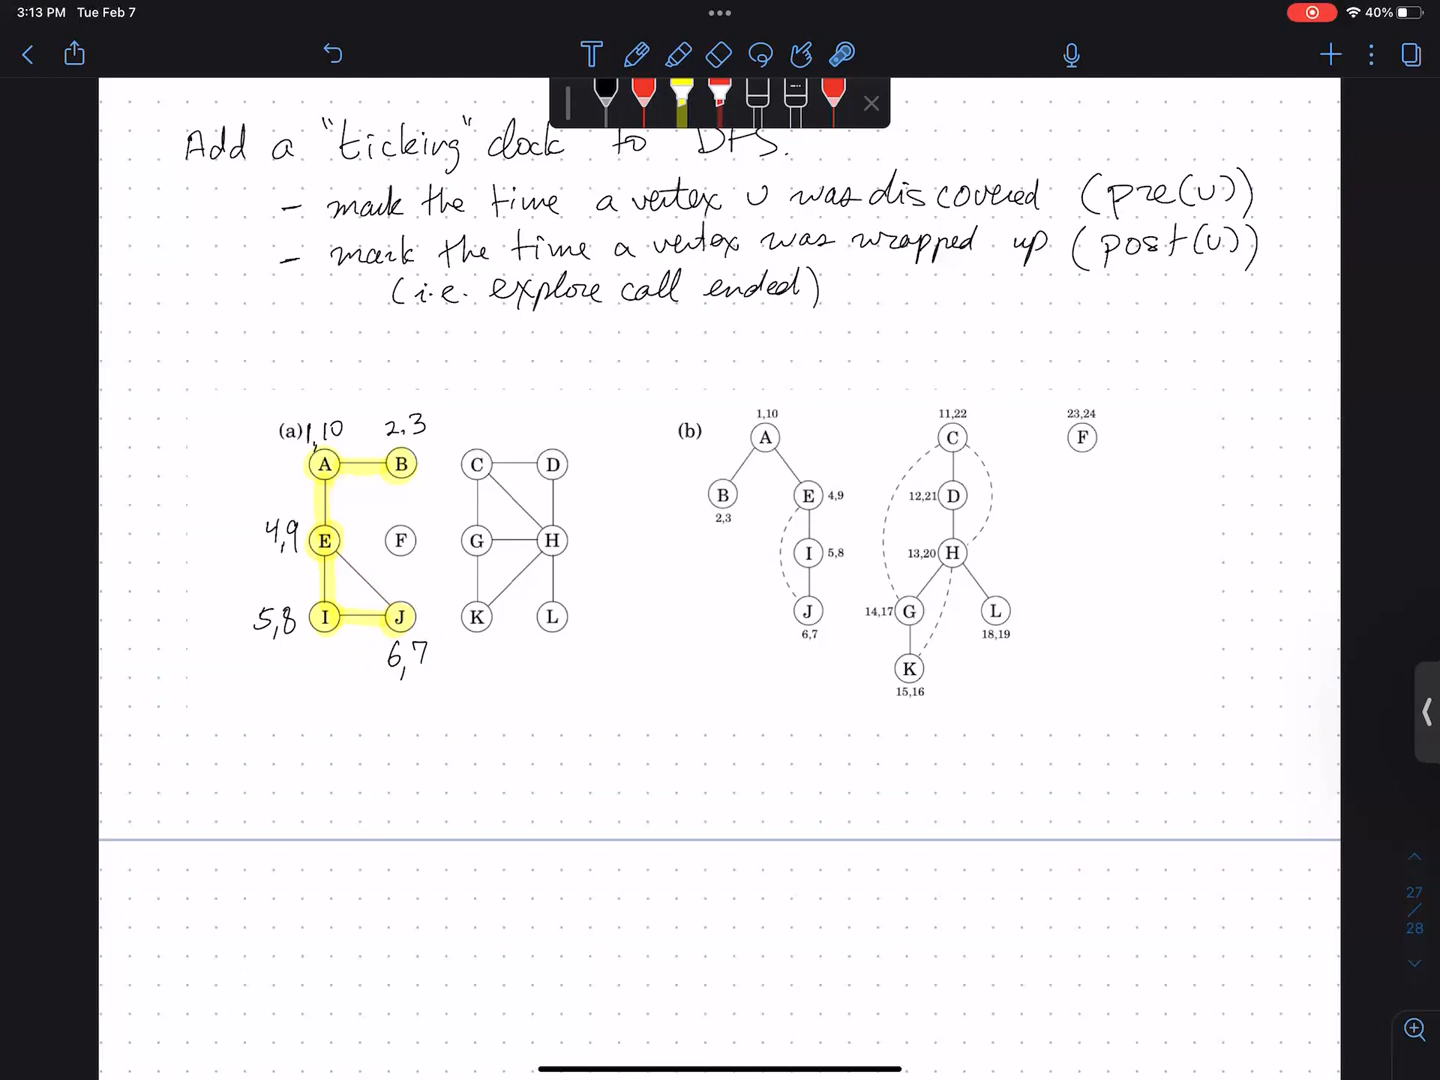 3:13 PM Tue Feb 7
40%
Add a "ticking" clock to DFS.
- mark the time a vertex u was discovered (pre(u))
- mark the time a vertex was wrapped up (post(u))
(i.e. explore call ended)
(a) 1,10 2,3
A B C D
4,9 E F G H
5,8 I J K L
6,7
(b)
1,10 11,22 23,24
A C F
B E 4,9 12,21 D
2,3
I 5,8 13,20 H
J 14,17 G L
6,7 18,19
K
15,16
27
/
28